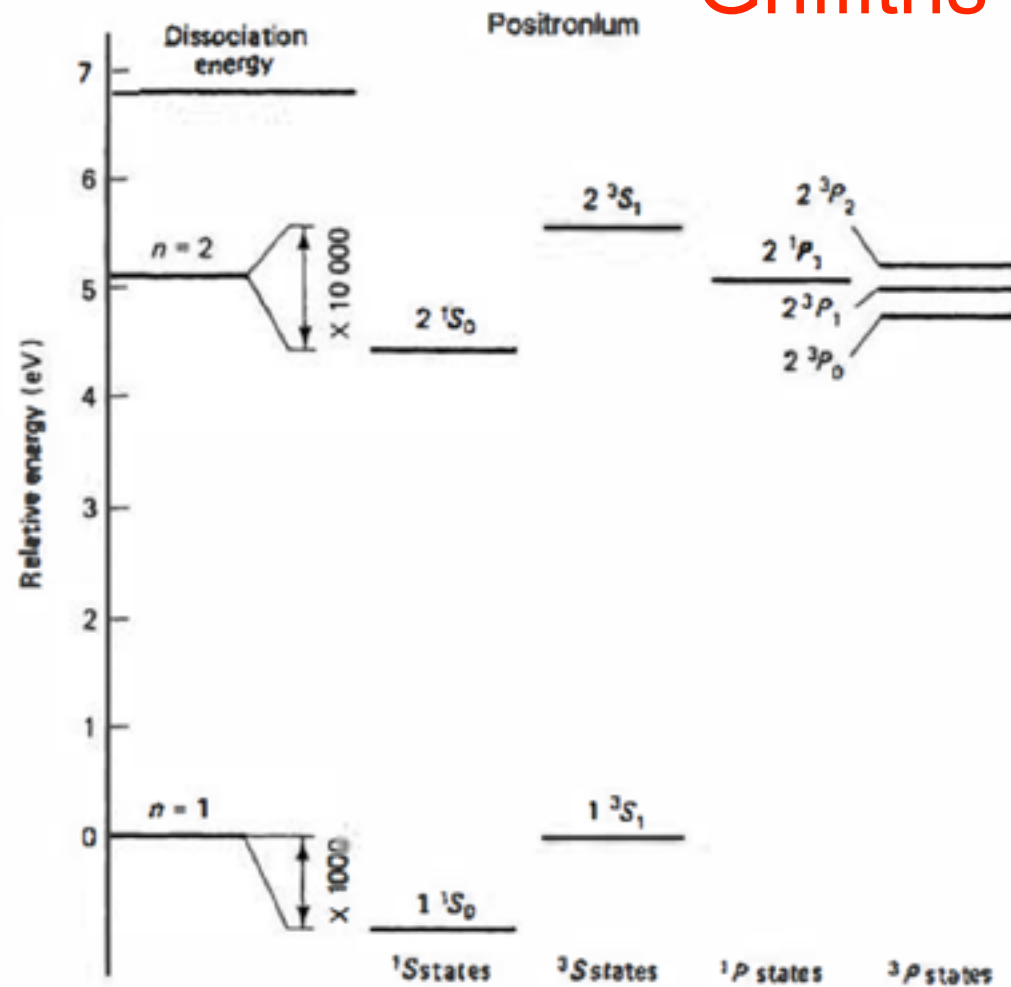 Griffiths
Positronium
Dissociation
energy
7
6
5
4
3
2
1
0
Relative energy (eV)
n = 2
× 10 000
2 ¹S₀
2 ³S₁
2 ¹P₁
2 ³P₂
2 ³P₁
2 ³P₀
n = 1
× 1000
1 ¹S₀
1 ³S₁
¹S states
³S states
¹P states
³P states